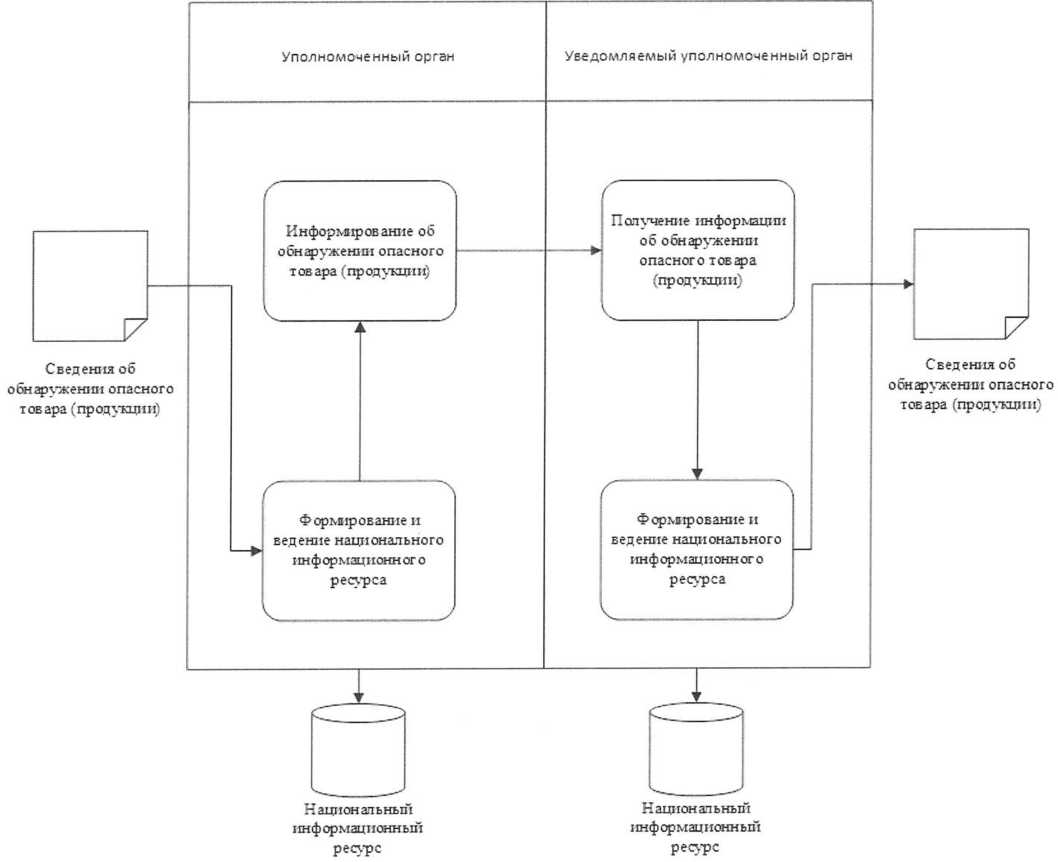 Уполномоченный орган
Уведомляемый уполномоченный орган
Информирование об
обнаружении опасного
товара (продукции)
Получение информации
об обнаружении
опасного товара
(продукции)
Сведения об
обнаружении опасного
товара (продукции)
Сведения об
обнаружении опасного
товара (продукции)
Формирование и
ведение национального
информационного
ресурса
Формирование и
ведение национального
информационного
ресурса
Национальный
информационный
ресурс
Национальный
информационный
ресурс